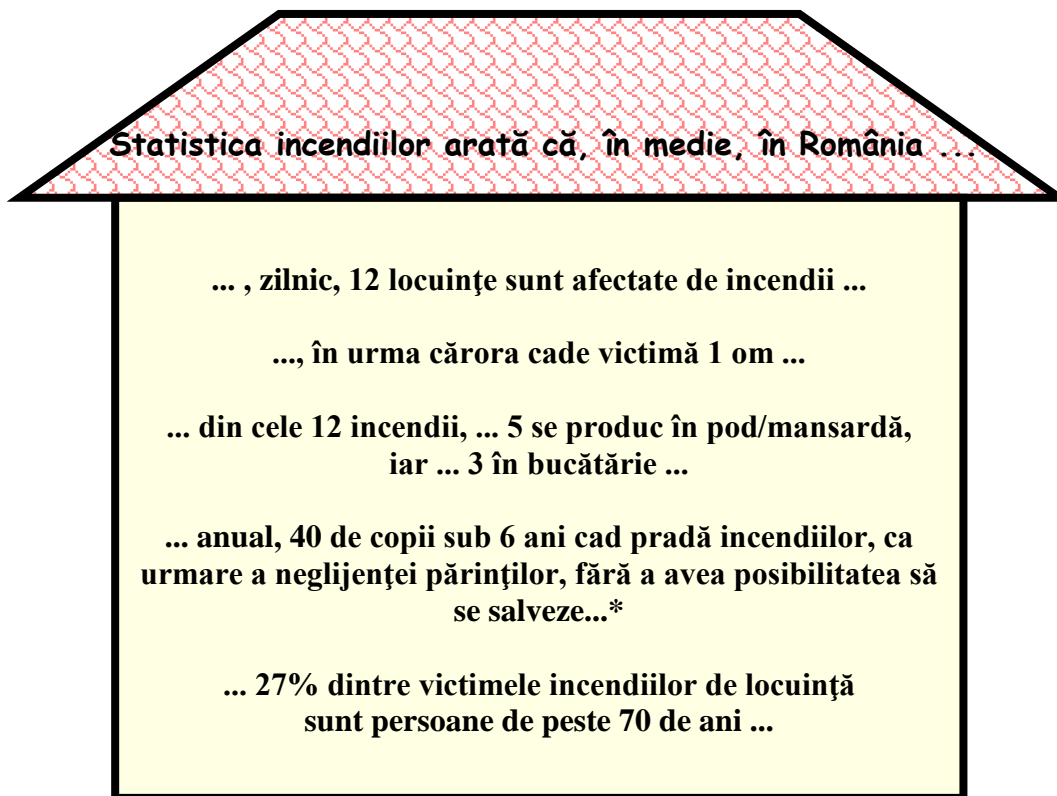 Statistica incendiilor arată că, în medie, în România ...
... , zilnic, 12 locuinţe sunt afectate de incendii ...
..., în urma cărora cade victimă 1 om ...
... din cele 12 incendii, ... 5 se produc în pod/mansardă,
iar ... 3 în bucătărie ...
... anual, 40 de copii sub 6 ani cad pradă incendiilor, ca
urmare a neglijenţei părinţilor, fără a avea posibilitatea să
se salveze...*
... 27% dintre victimele incendiilor de locuinţă
sunt persoane de peste 70 de ani ...